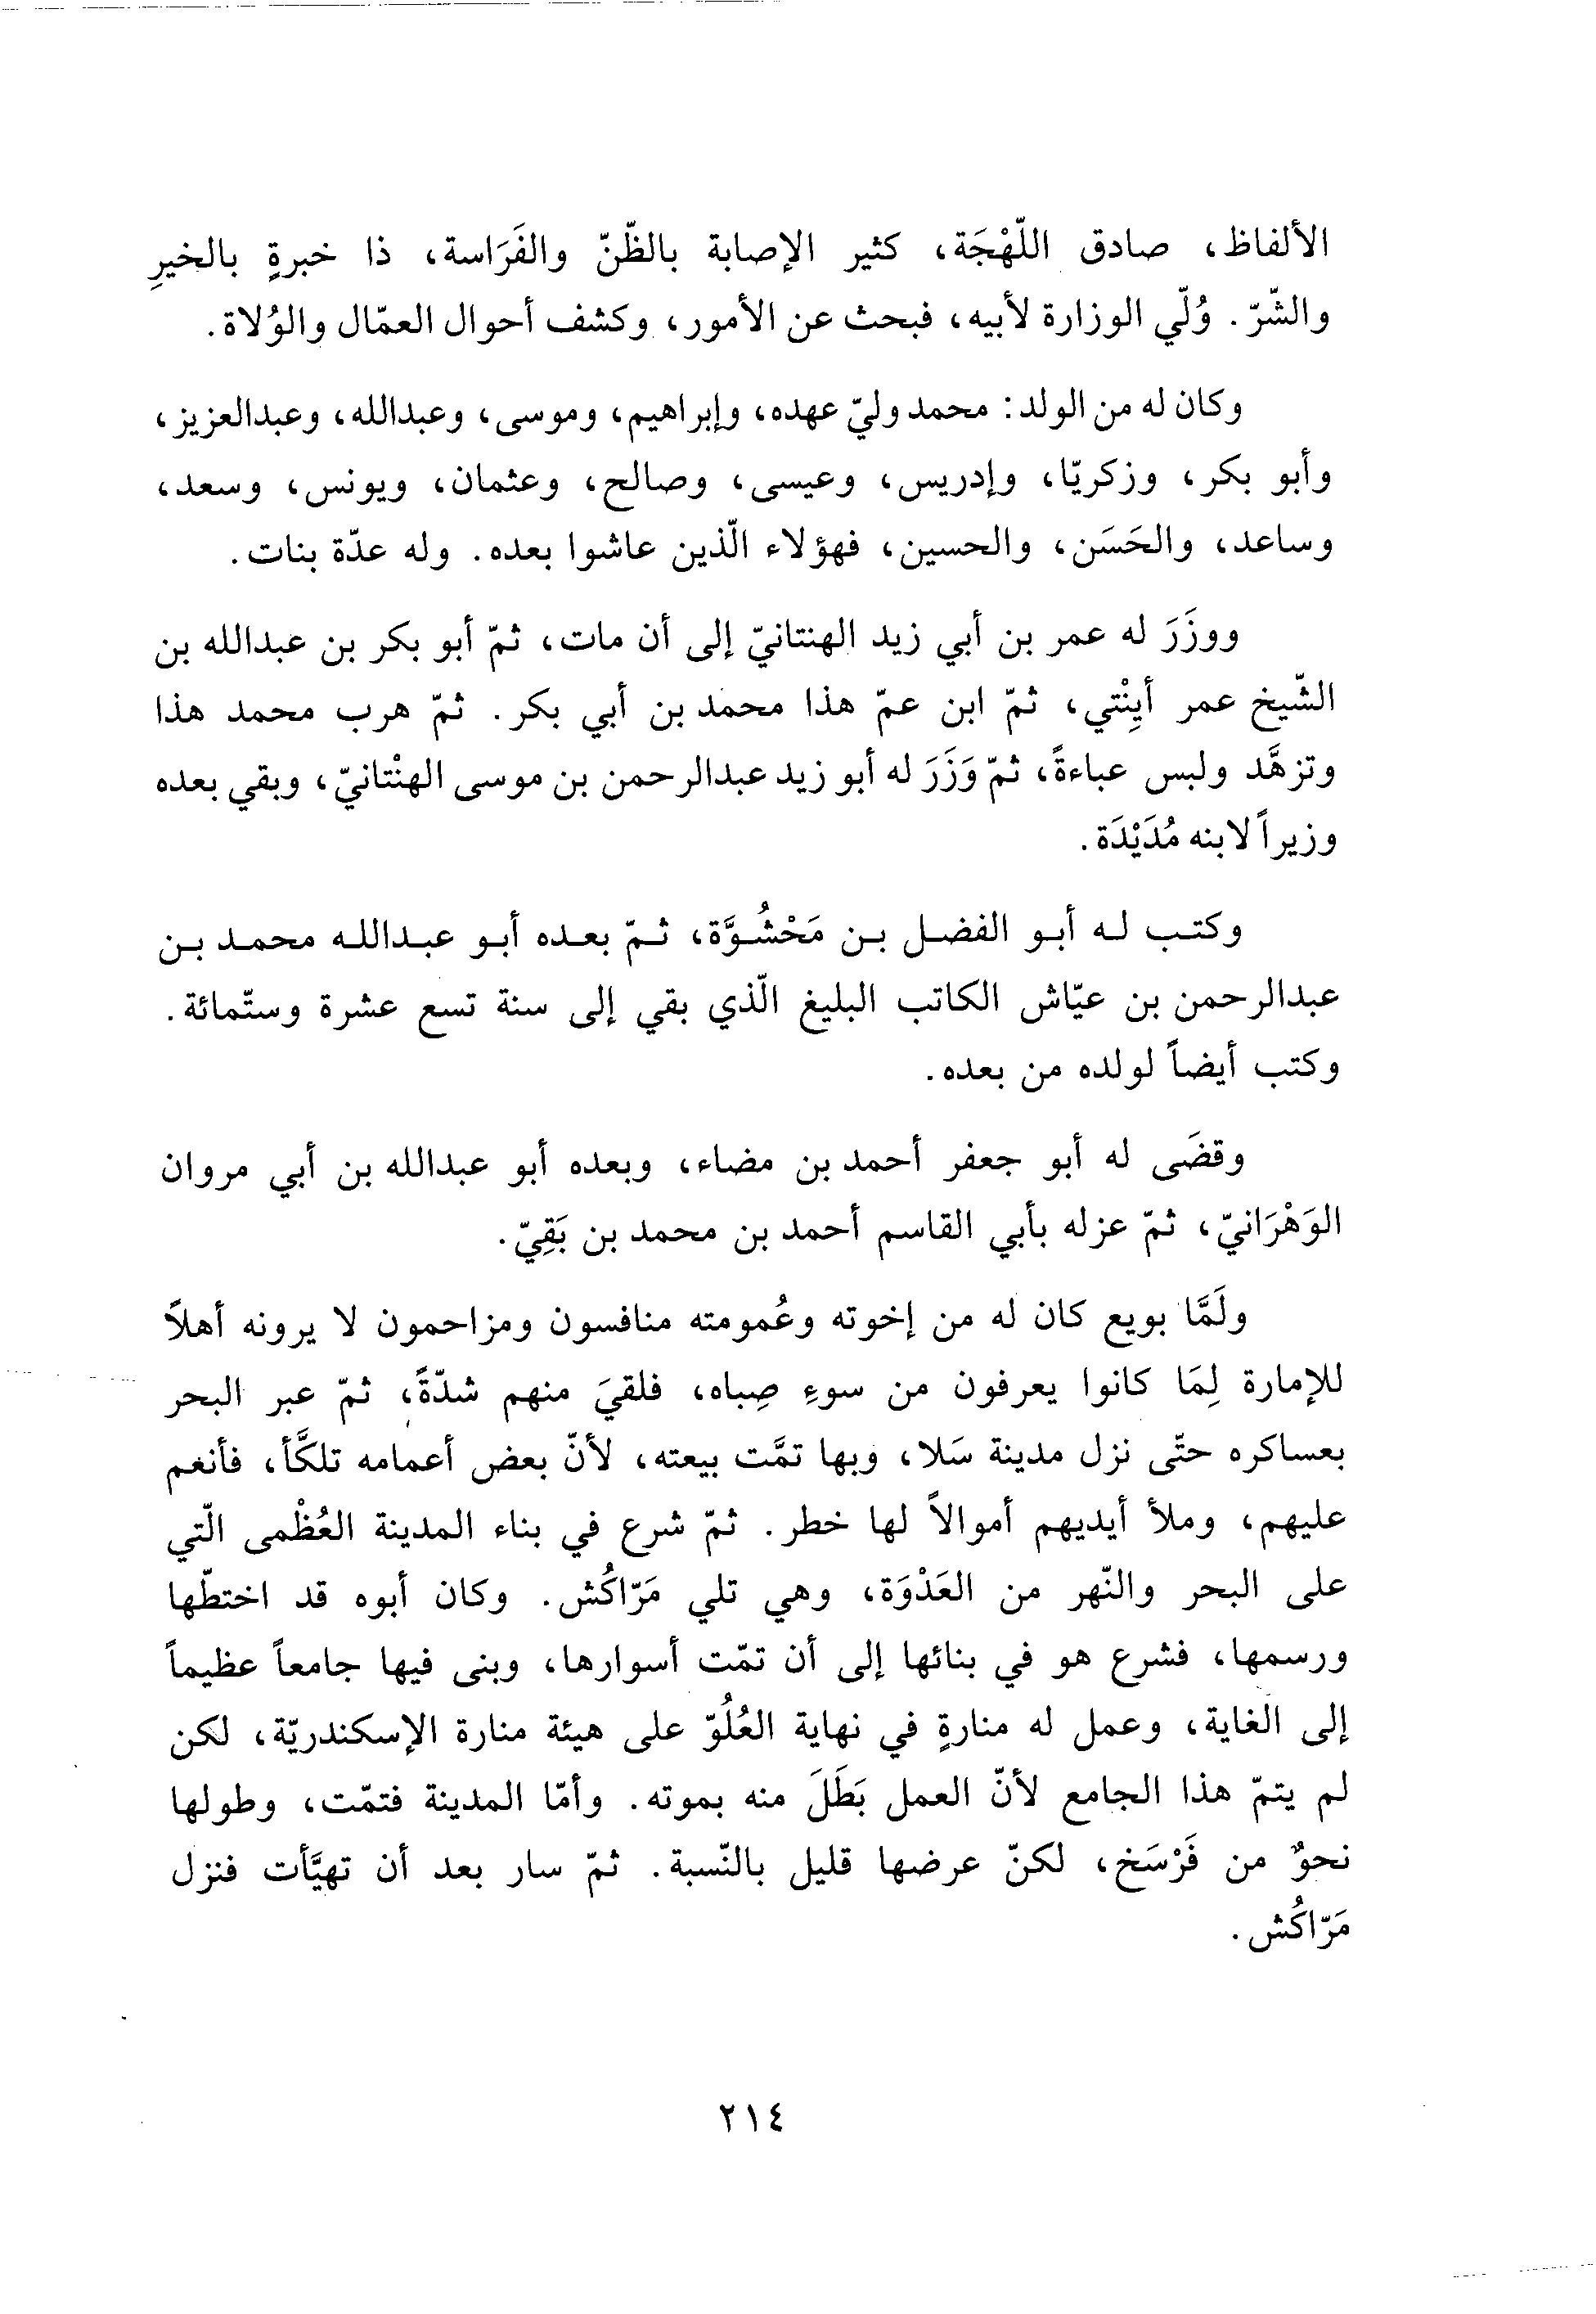 الألفاظ، صادق اللّهْجَة، كثير الإصابة بالظّنّ والفَرَاسة، ذا خبرةٍ بالخيرِ
والشّرّ. وُلّي الوزارة لأبيه، فبحث عن الأمور، وكشف أحوال العمّال والوُلاة.
وكان له من الولد: محمد وليّ عهده، وإبراهيم، وموسى، وعبدالله، وعبدالعزيز،
وأبو بكر، وزكريّا، وإدريس، وعيسى، وصالح، وعثمان، ويونس، وسعد،
وساعد، والحَسَن، والحسين، فهؤلاء الّذين عاشوا بعده. وله عدّة بنات.
ووزَرَ له عمر بن أبي زيد الهنتانيّ إلى أن مات، ثمّ أبو بكر بن عبدالله بن
الشّيخ عمر أينِْتي، ثمّ ابن عمّ هذا محمد بن أبي بكر. ثمّ هرب محمد هذا
وتزهَّد ولبس عباءةً، ثمّ وَزَرَ له أبو زيد عبدالرحمن بن موسى الهنْتانيّ، وبقي بعده
وزيراً لابنه مُدَيْدَة.
وكتب له أبو الفضل بن مَحْشُوَّة، ثمّ بعده أبو عبدالله محمد بن
عبدالرحمن بن عيّاش الكاتب البليغ الّذي بقي إلى سنة تسع عشرة وستّمائة.
وكتب أيضاً لولده من بعده.
وقضَى له أبو جعفر أحمد بن مضاء، وبعده أبو عبدالله بن أبي مروان
الوَهْرَانيّ، ثمّ عزله بأبي القاسم أحمد بن محمد بن بَقِيّ.
ولَمَّا بويع كان له من إخوته وعُمومته منافسون ومزاحمون لا يرونه أهلاً
للإمارة لِمَا كانوا يعرفون من سوءِ صِباه، فلقيَ منهم شدّةً، ثمّ عبر البحر
بعساكره حتّى نزل مدينة سَلا، وبها تمَّت بيعته، لأنّ بعض أعمامه تلكَّأ، فأنعم
عليهم، وملأ أيديهم أموالاً لها خطر. ثمّ شرع في بناء المدينة العُظْمى الّتي
على البحر والنّهر من العَدْوَة، وهي تلي مَرّاكُش. وكان أبوه قد اختطّها
ورسمها، فشرع هو في بنائها إلى أن تمّت أسوارها، وبنى فيها جامعاً عظيماً
إلى الغاية، وعمل له منارةٍ في نهاية العُلُوّ على هيئة منارة الإسكندريّة، لكن
لم يتمّ هذا الجامع لأنّ العمل بَطَلَ منه بموته. وأمّا المدينة فتمّت، وطولها
نحوٌ من فَرْسَخ، لكنّ عرضها قليل بالنّسبة. ثمّ سار بعد أن تهيَّأت فنزل
مَرّاكُش.
٢١٤